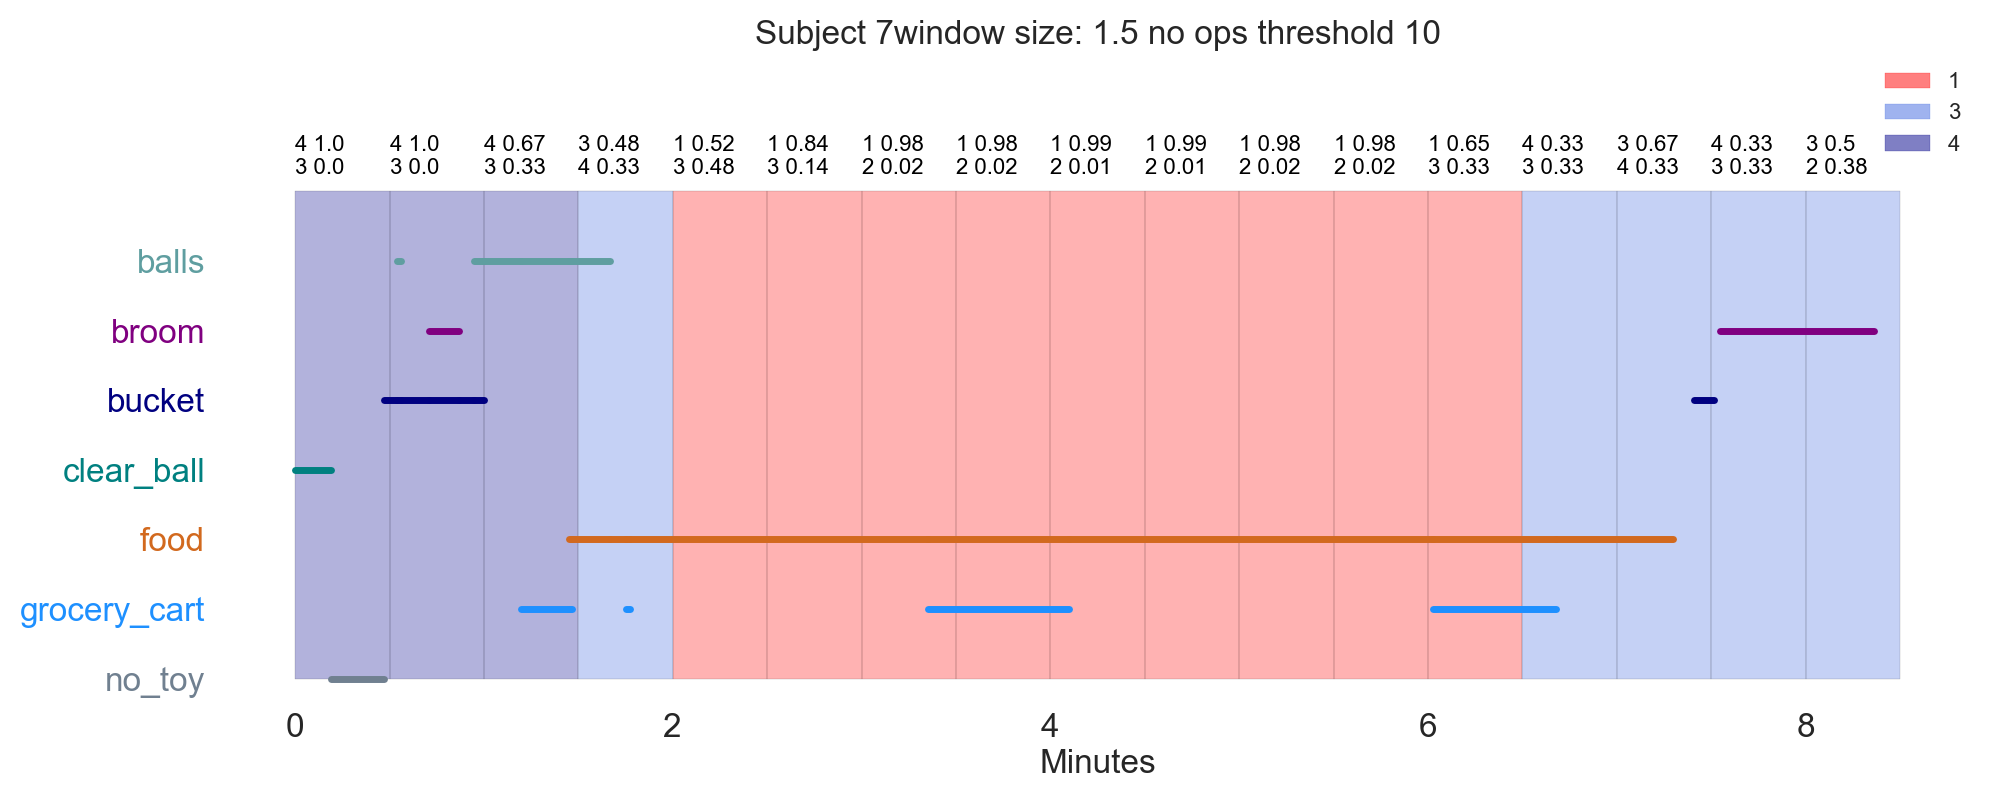 Subject 7window size: 1.5 no ops threshold 10
1
3
4
4 1.0 4 1.0 4 0.67 3 0.48 1 0.52 1 0.84 1 0.98 1 0.98 1 0.99 1 0.99 1 0.98 1 0.98 1 0.65 4 0.33 3 0.67 4 0.33 3 0.5
3 0.0 3 0.0 3 0.33 4 0.33 3 0.48 3 0.14 2 0.02 2 0.02 2 0.01 2 0.01 2 0.02 2 0.02 3 0.33 3 0.33 4 0.33 3 0.33 2 0.38
balls
broom
bucket
clear_ball
food
grocery_cart
no_toy
0 2 4 6 8
Minutes